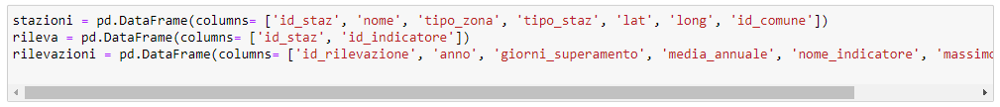 stazioni = pd.DataFrame(columns= ['id_staz', 'nome', 'tipo_zona', 'tipo_staz', 'lat', 'long', 'id_comune'])
rileva = pd.DataFrame(columns= ['id_staz', 'id_indicatore'])
rilevazioni = pd.DataFrame(columns= ['id_rilevazione', 'anno', 'giorni_superamento', 'media_annuale', 'nome_indicatore', 'massimo